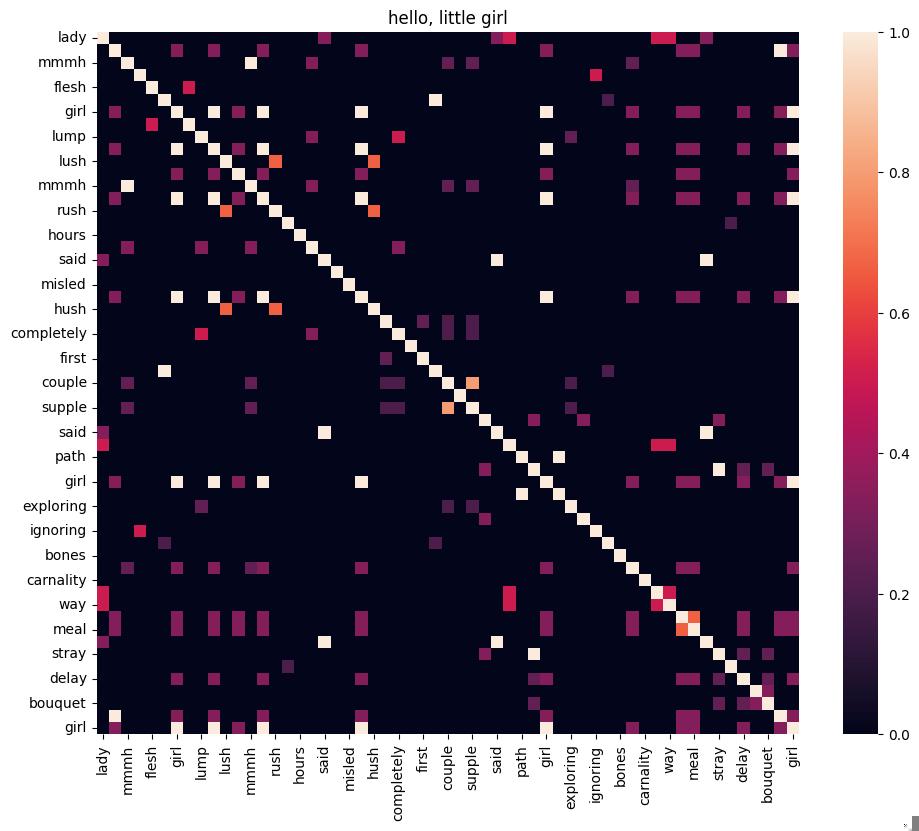 hello, little girl
lady
mmmh
flesh
girl
lump
lush
mmmh
rush
hours
said
misled
hush
completely
first
couple
supple
said
path
girl
exploring
ignoring
bones
carnality
way
meal
stray
delay
bouquet
girl
lady
mmmh
flesh
girl
lump
lush
mmmh
rush
hours
said
misled
hush
completely
first
couple
supple
said
path
girl
exploring
ignoring
bones
carnality
way
meal
stray
delay
bouquet
girl
1.0
0.8
0.6
0.4
0.2
0.0